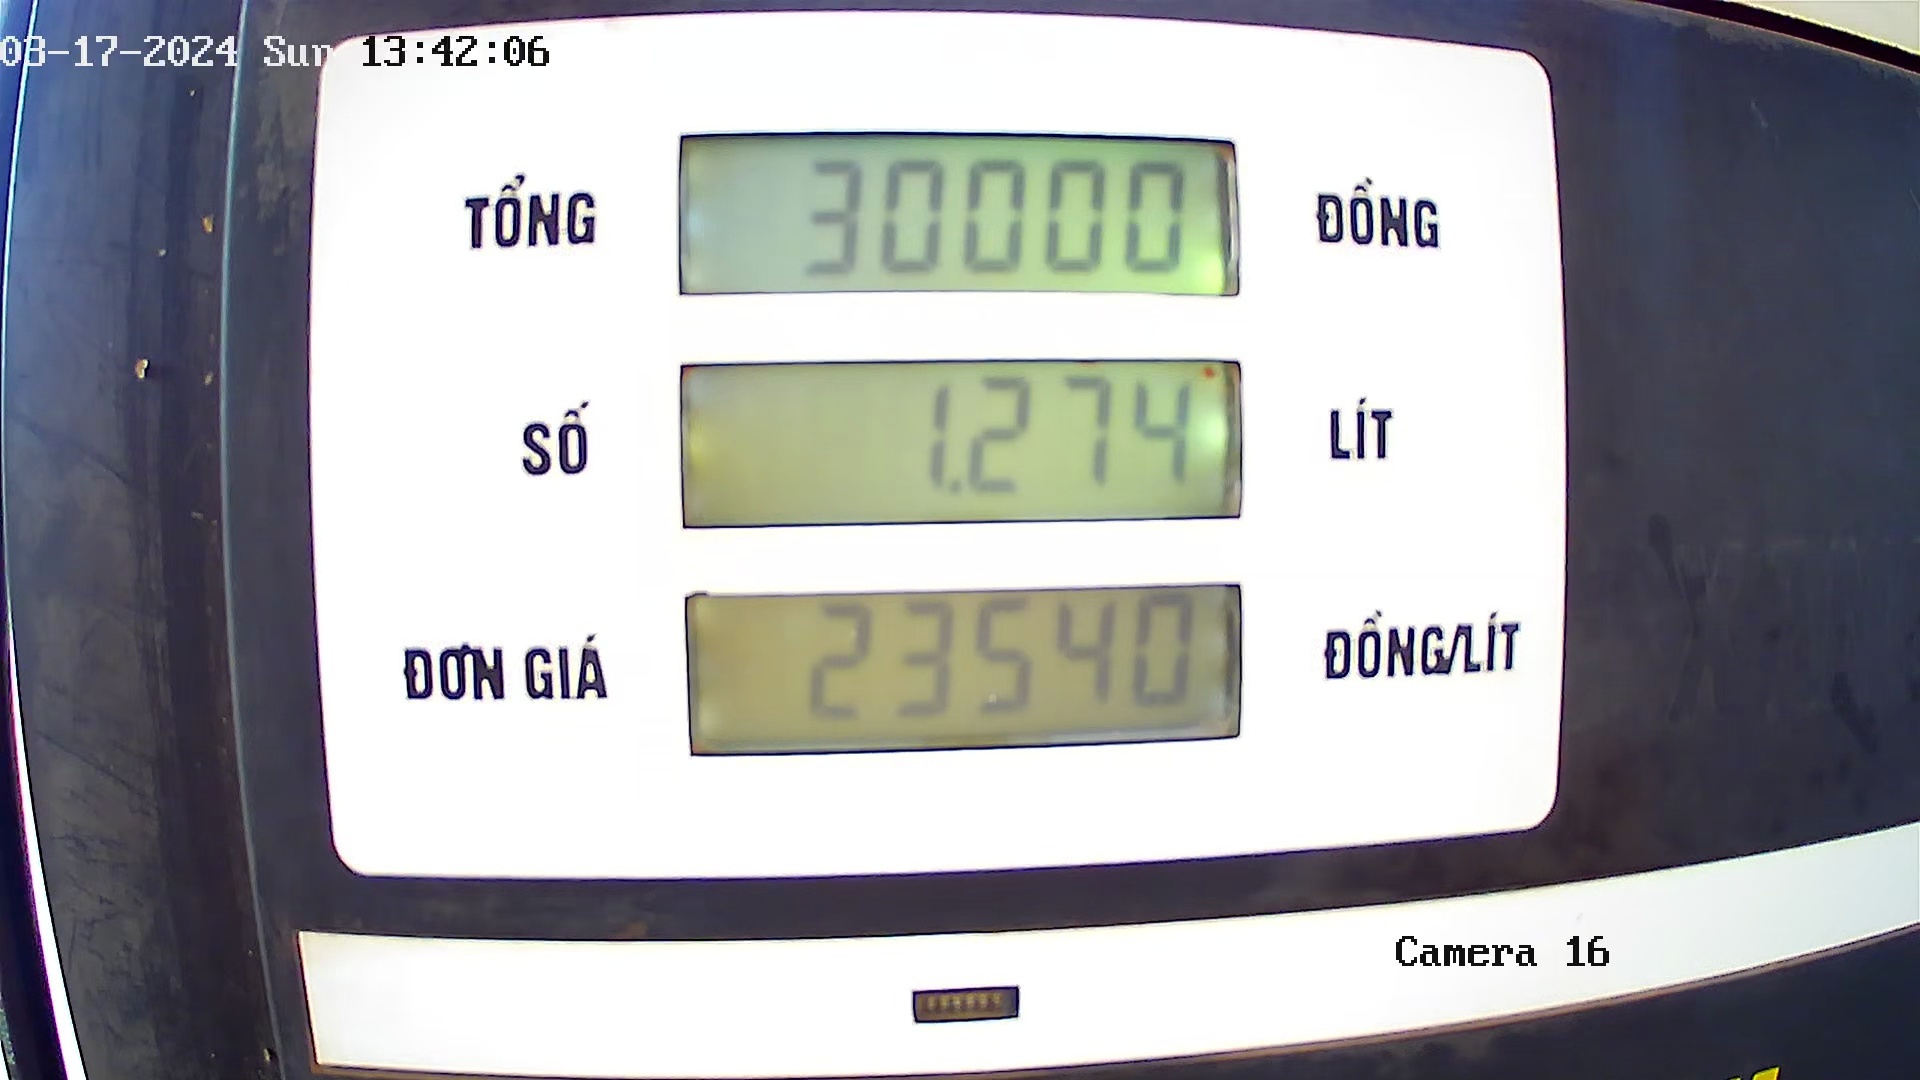 03-17-2024 Sun 13:42:06
TỔNG 30000 ĐỒNG
SỐ 1.274 LÍT
ĐƠN GIÁ 23540 ĐỒNG/LÍT
Camera 16